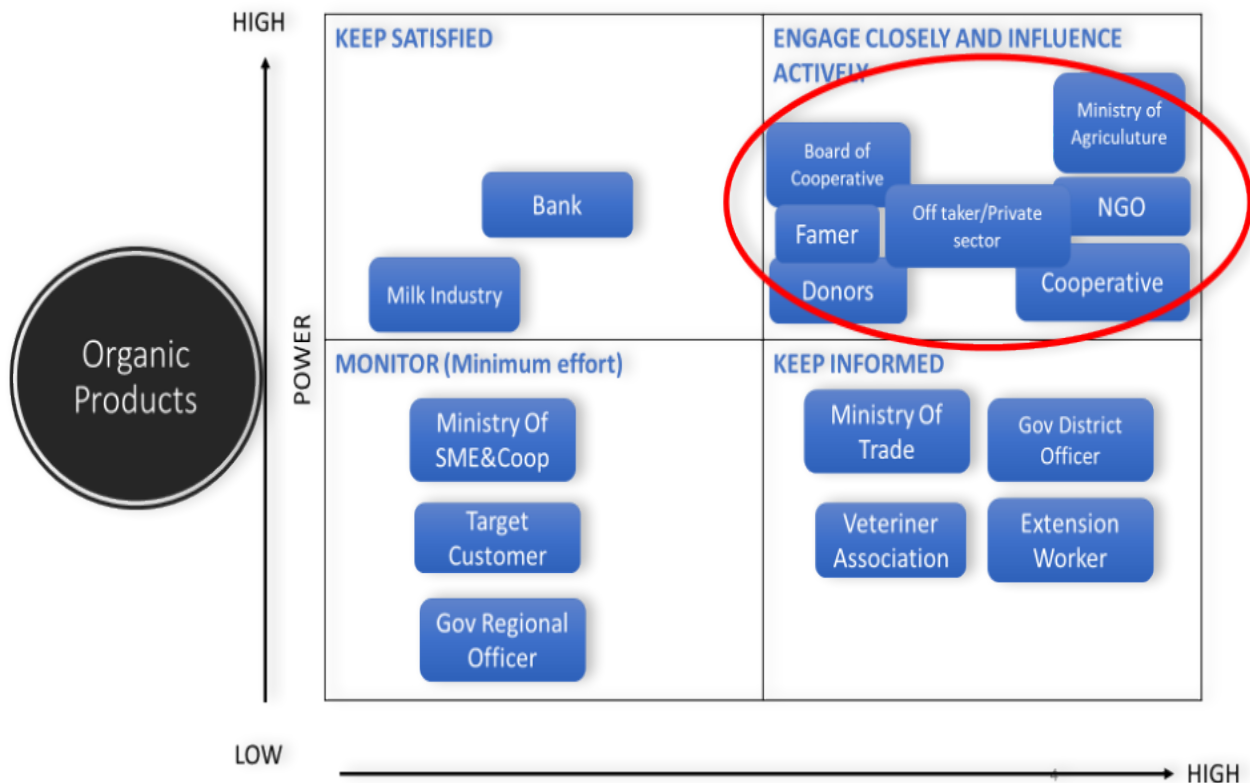 HIGH
KEEP SATISFIED
ENGAGE CLOSELY AND INFLUENCE
ACTIVELY
Ministry of
Agriculuture
Board of
Cooperative
Bank
Off taker/Private
sector
NGO
Famer
Milk Industry
Donors
Cooperative
Organic
Products
POWER
MONITOR (Minimum effort)
KEEP INFORMED
Ministry Of
SME&Coop
Ministry Of
Trade
Gov District
Officer
Target
Customer
Veteriner
Association
Extension
Worker
Gov Regional
Officer
LOW
4
HIGH